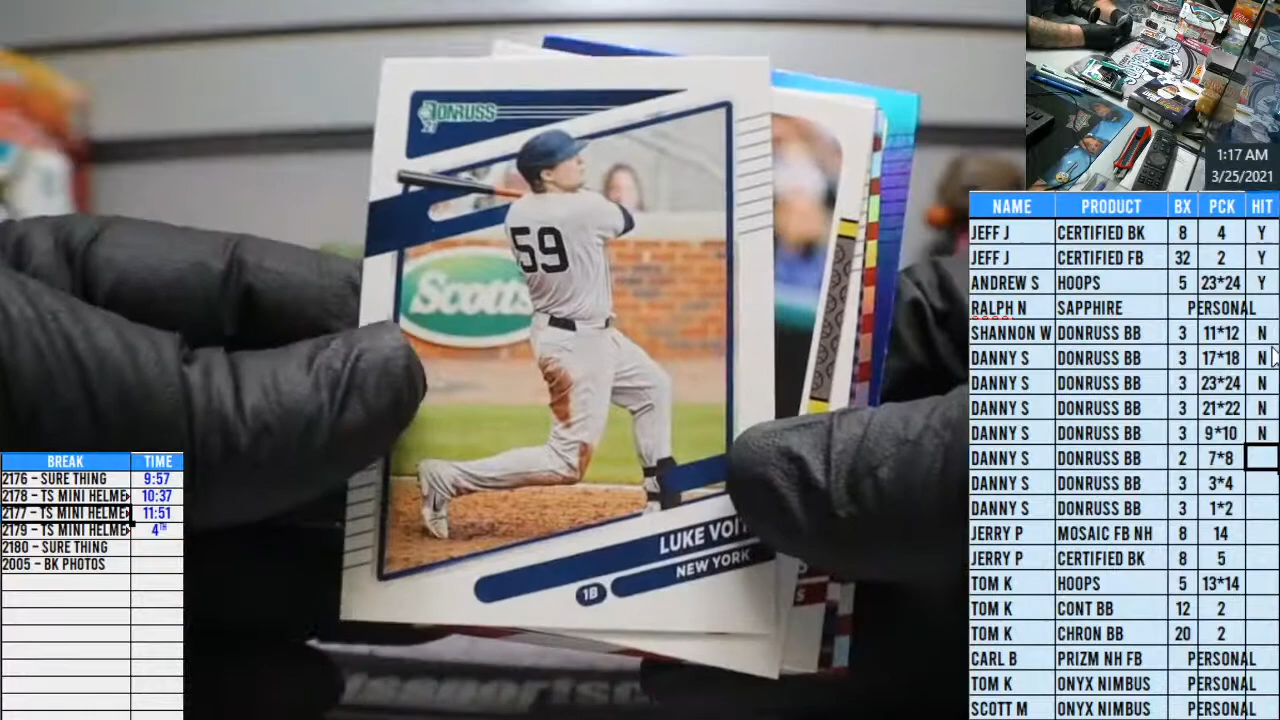 DONRUSS
59
Scotts
LUKE VOIT
NEW YORK
1B
1:17 AM
3/25/2021
NAME PRODUCT BX PCK HIT
JEFF J CERTIFIED BK 8 4 Y
JEFF J CERTIFIED FB 32 2 Y
ANDREW S HOOPS 5 23*24 Y
RALPH N SAPPHIRE PERSONAL
SHANNON W DONRUSS BB 3 11*12 N
DANNY S DONRUSS BB 3 17*18 N
DANNY S DONRUSS BB 3 23*24 N
DANNY S DONRUSS BB 3 21*22 N
DANNY S DONRUSS BB 3 9*10 N
DANNY S DONRUSS BB 2 7*8
DANNY S DONRUSS BB 3 3*4
DANNY S DONRUSS BB 3 1*2
JERRY P MOSAIC FB NH 8 14
JERRY P CERTIFIED BK 8 5
TOM K HOOPS 5 13*14
TOM K CONT BB 12 2
TOM K CHRON BB 20 2
CARL B PRIZM NH FB PERSONAL
TOM K ONYX NIMBUS PERSONAL
SCOTT M ONYX NIMBUS PERSONAL
BREAK TIME
2176 - SURE THING 9:57
2178 - TS MINI HELME 10:37
2177 - TS MINI HELME 11:51
2179 - TS MINI HELME 4TH
2180 - SURE THING
2005 - BK PHOTOS